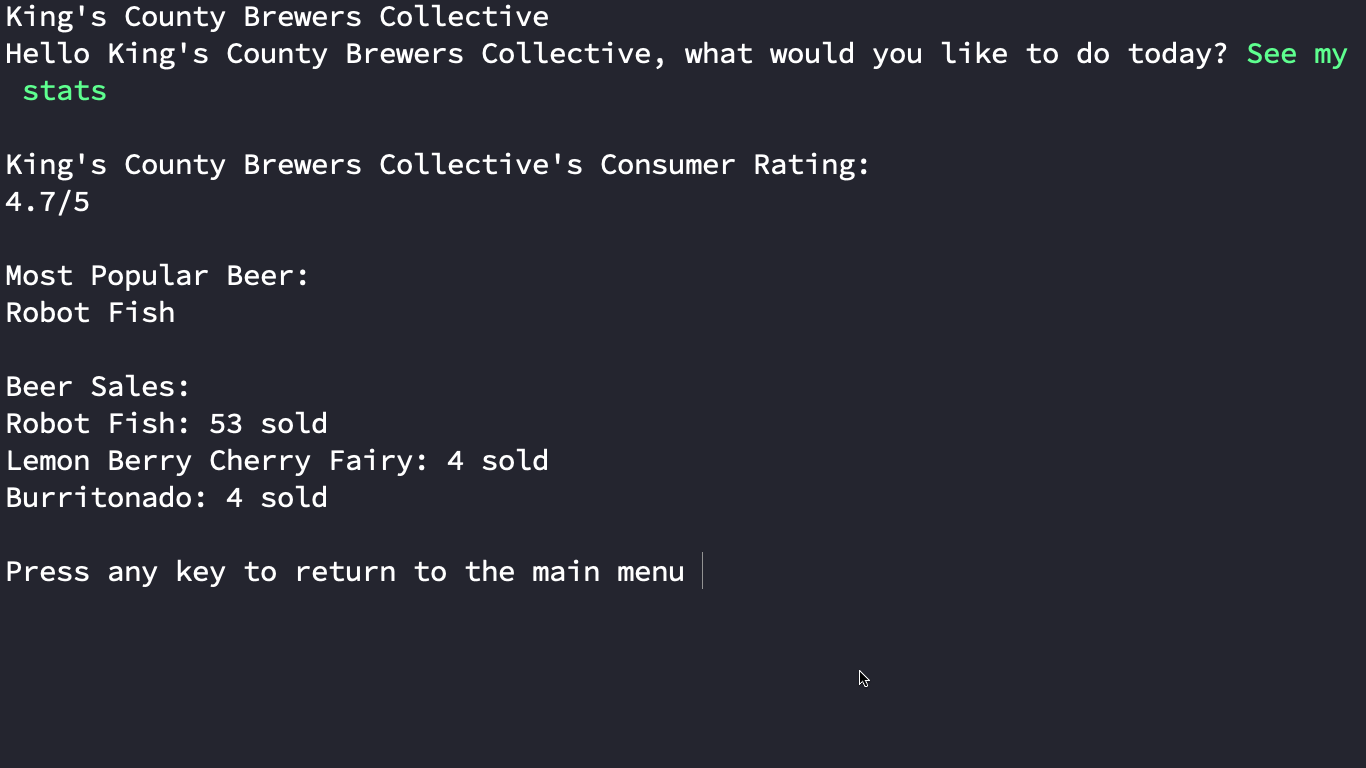 King's County Brewers Collective
Hello King's County Brewers Collective, what would you like to do today? See my
stats
King's County Brewers Collective's Consumer Rating:
4.7/5
Most Popular Beer:
Robot Fish
Beer Sales:
Robot Fish: 53 sold
Lemon Berry Cherry Fairy: 4 sold
Burritonado: 4 sold
Press any key to return to the main menu